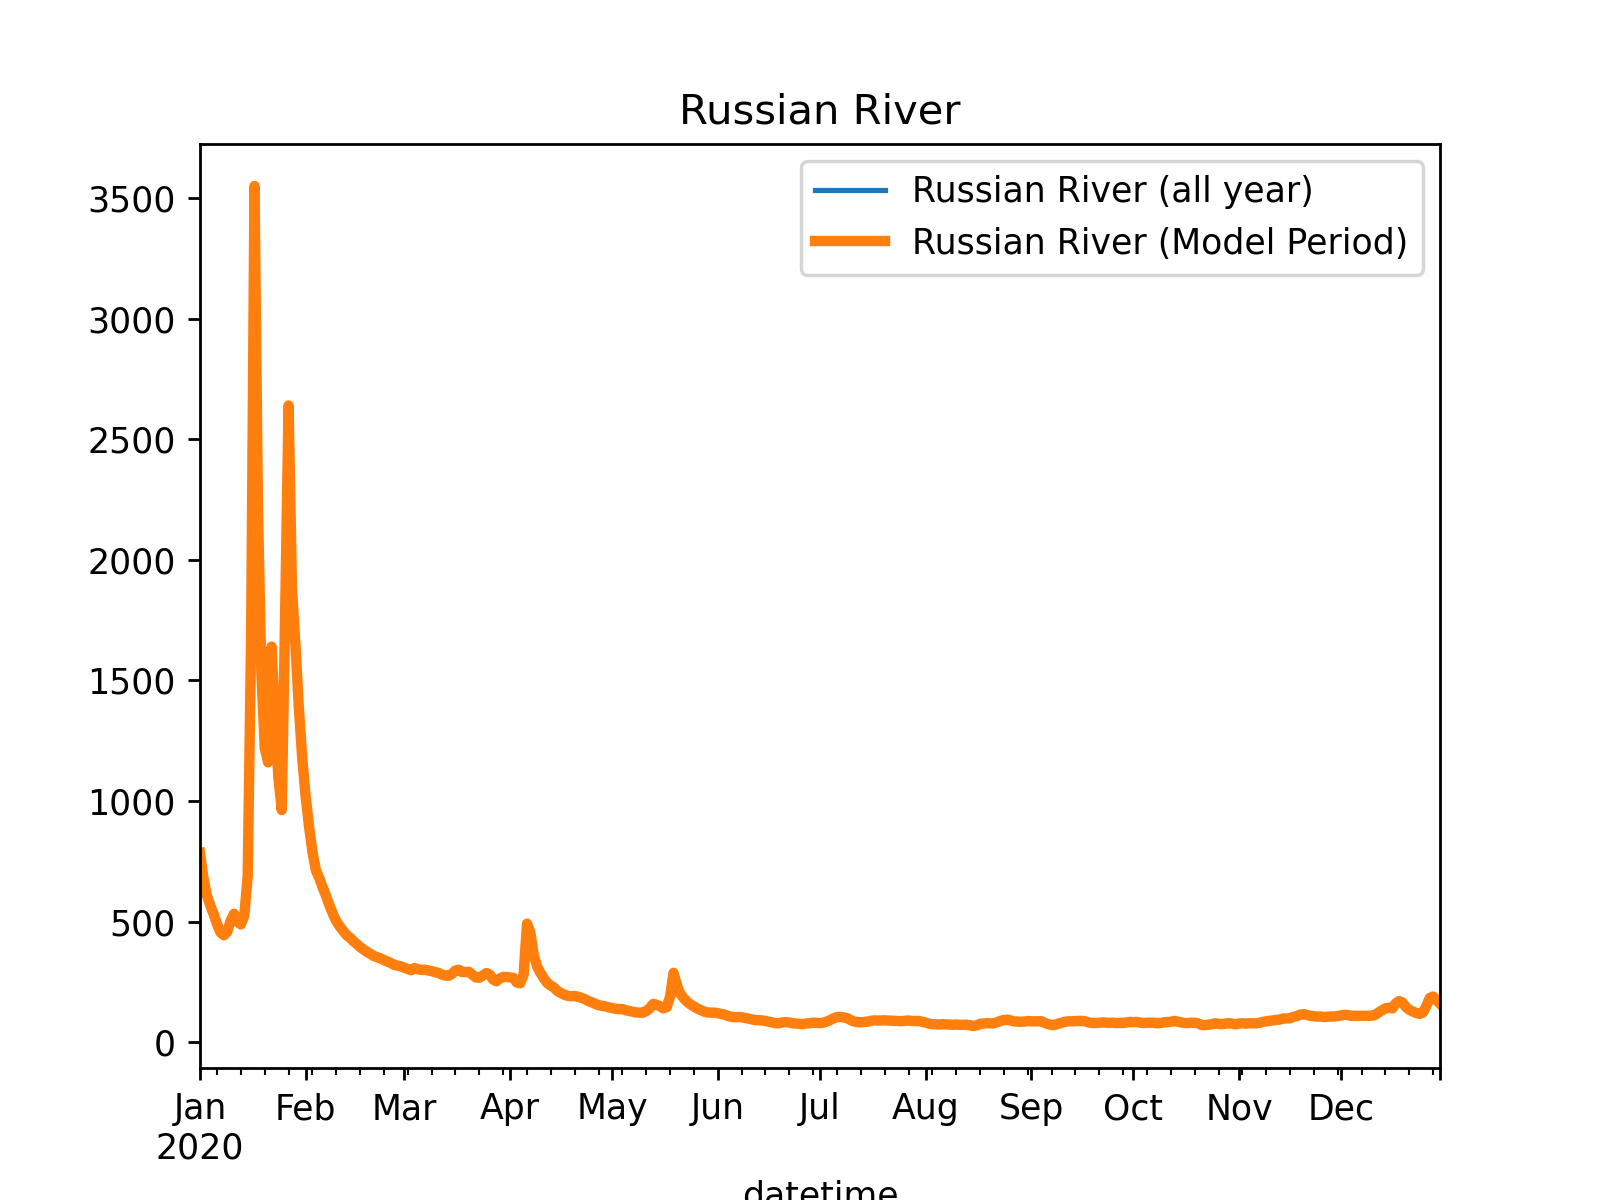 Russian River
Russian River (all year)
Russian River (Model Period)
3500
3000
2500
2000
1500
1000
500
0
Jan Feb Mar Apr May Jun Jul Aug Sep Oct Nov Dec
2020
datetime